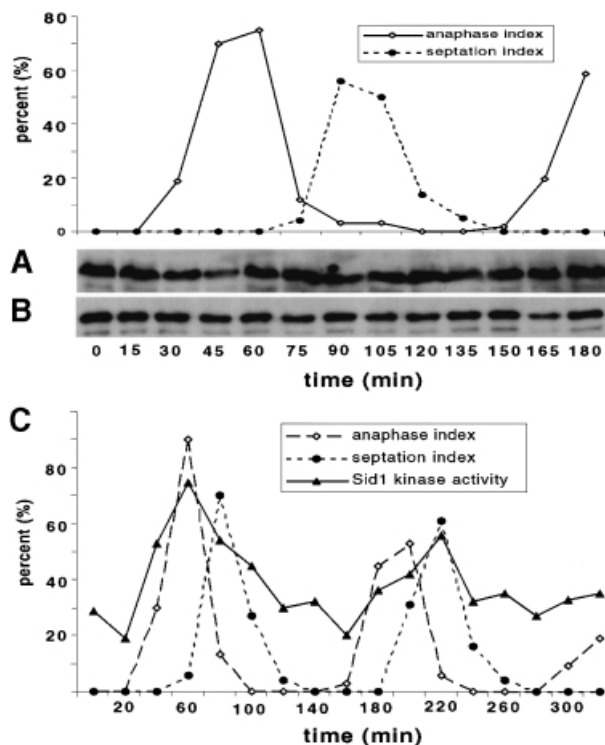 80
60
40
20
0
percent (%)
anaphase index
septation index
A
B
0 15 30 45 60 75 90 105 120 135 150 165 180
time (min)
C
80
60
40
20
percent (%)
anaphase index
septation index
Sid1 kinase activity
20 60 100 140 180 220 260 300
time (min)